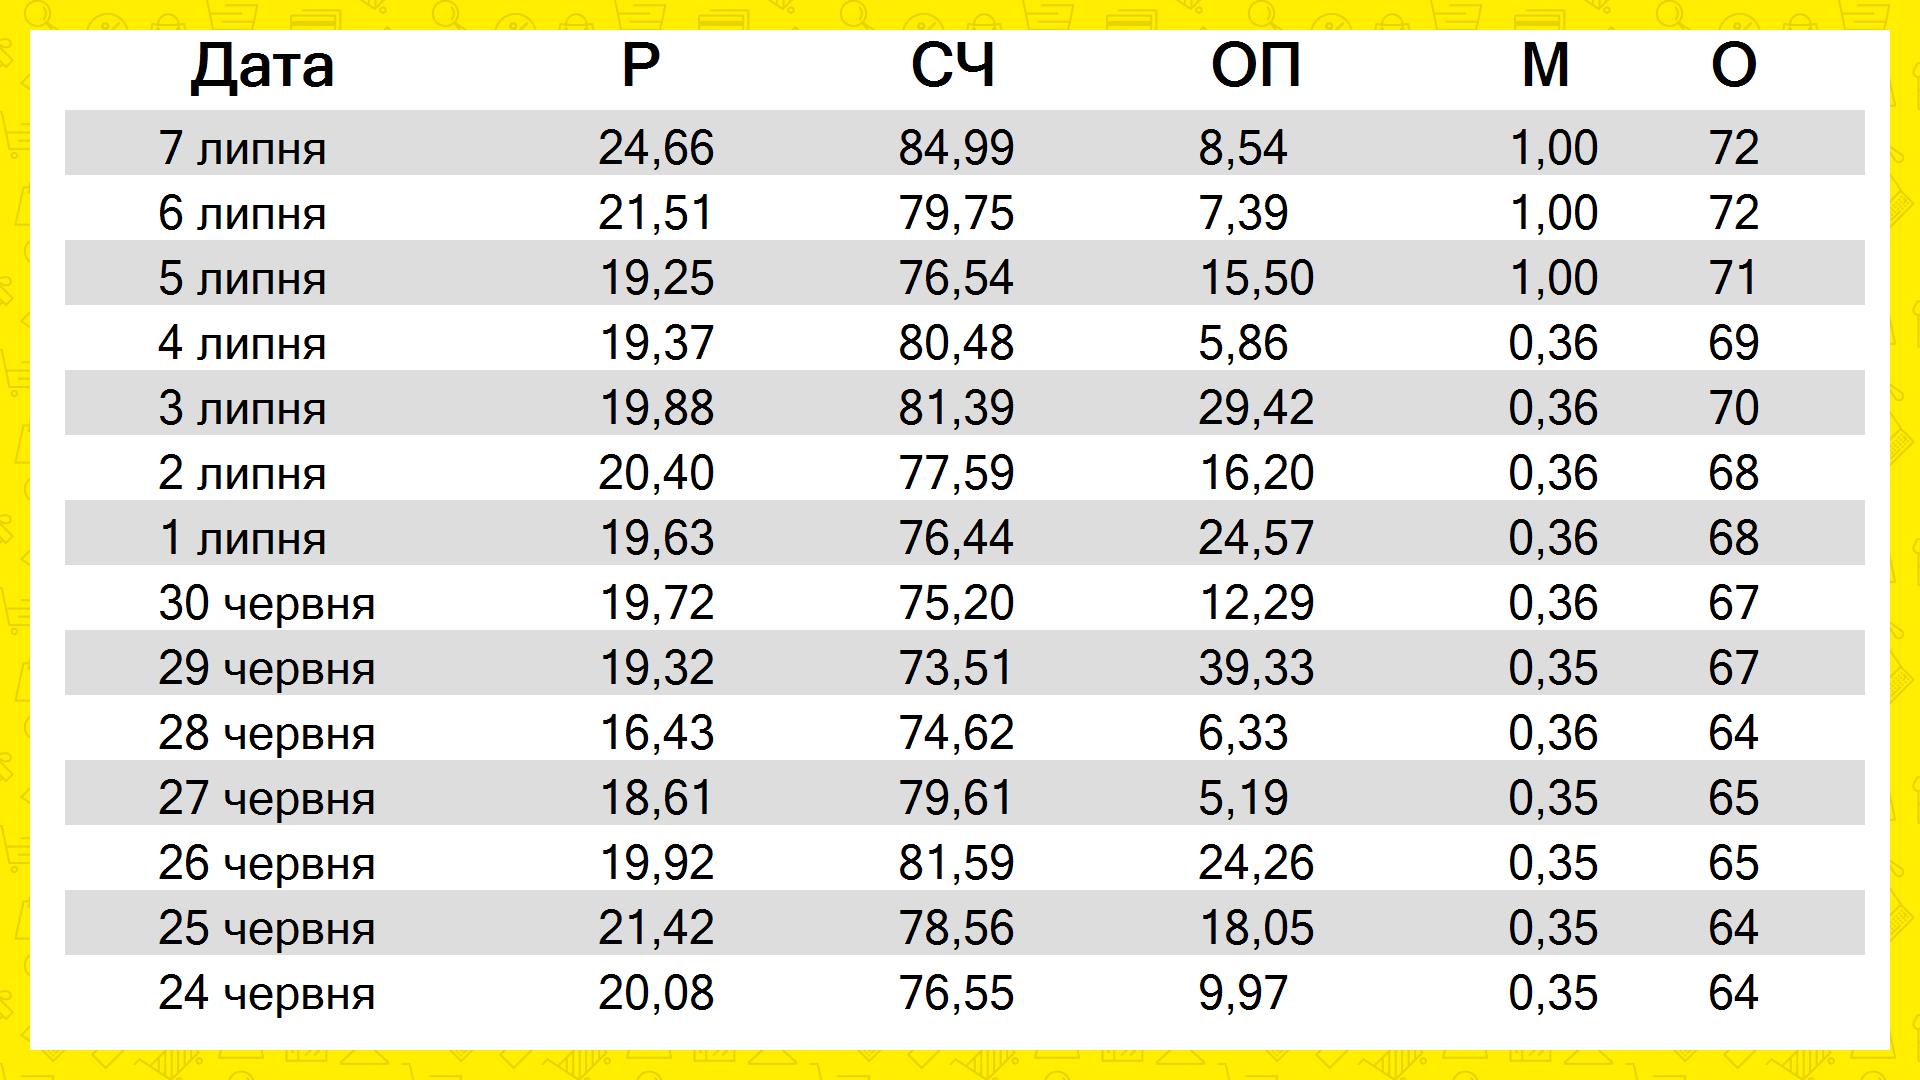 Дата Р СЧ ОП М О
7 липня 24,66 84,99 8,54 1,00 72
6 липня 21,51 79,75 7,39 1,00 72
5 липня 19,25 76,54 15,50 1,00 71
4 липня 19,37 80,48 5,86 0,36 69
3 липня 19,88 81,39 29,42 0,36 70
2 липня 20,40 77,59 16,20 0,36 68
1 липня 19,63 76,44 24,57 0,36 68
30 червня 19,72 75,20 12,29 0,36 67
29 червня 19,32 73,51 39,33 0,35 67
28 червня 16,43 74,62 6,33 0,36 64
27 червня 18,61 79,61 5,19 0,35 65
26 червня 19,92 81,59 24,26 0,35 65
25 червня 21,42 78,56 18,05 0,35 64
24 червня 20,08 76,55 9,97 0,35 64